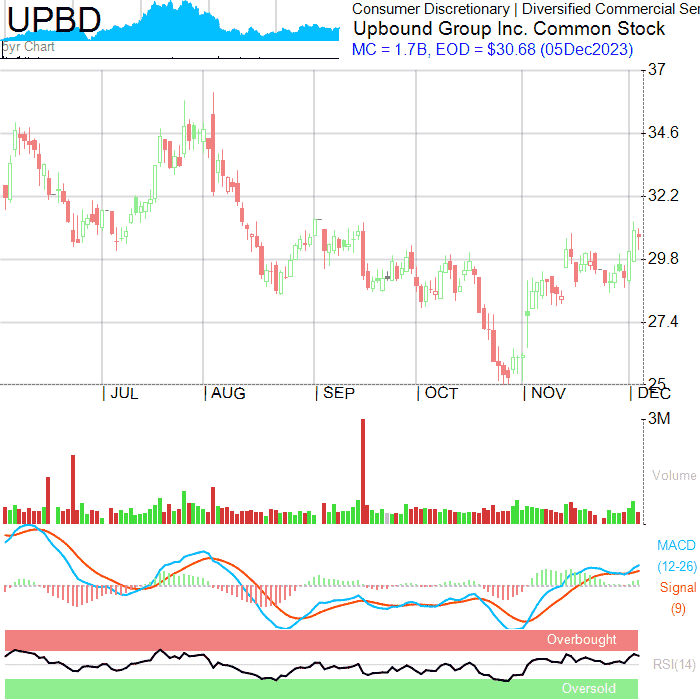 UPBD
Consumer Discretionary | Diversified Commercial Ser
Upbound Group Inc. Common Stock
MC = 1.7B, EOD = $30.68 (05Dec2023)
byr Chart
37
34.6
32.2
29.8
27.4
25
| JUL | AUG | SEP | OCT | NOV | DEC
3M
Volume
MACD
(12-26)
Signal
(9)
Overbought
RSI(14)
Oversold